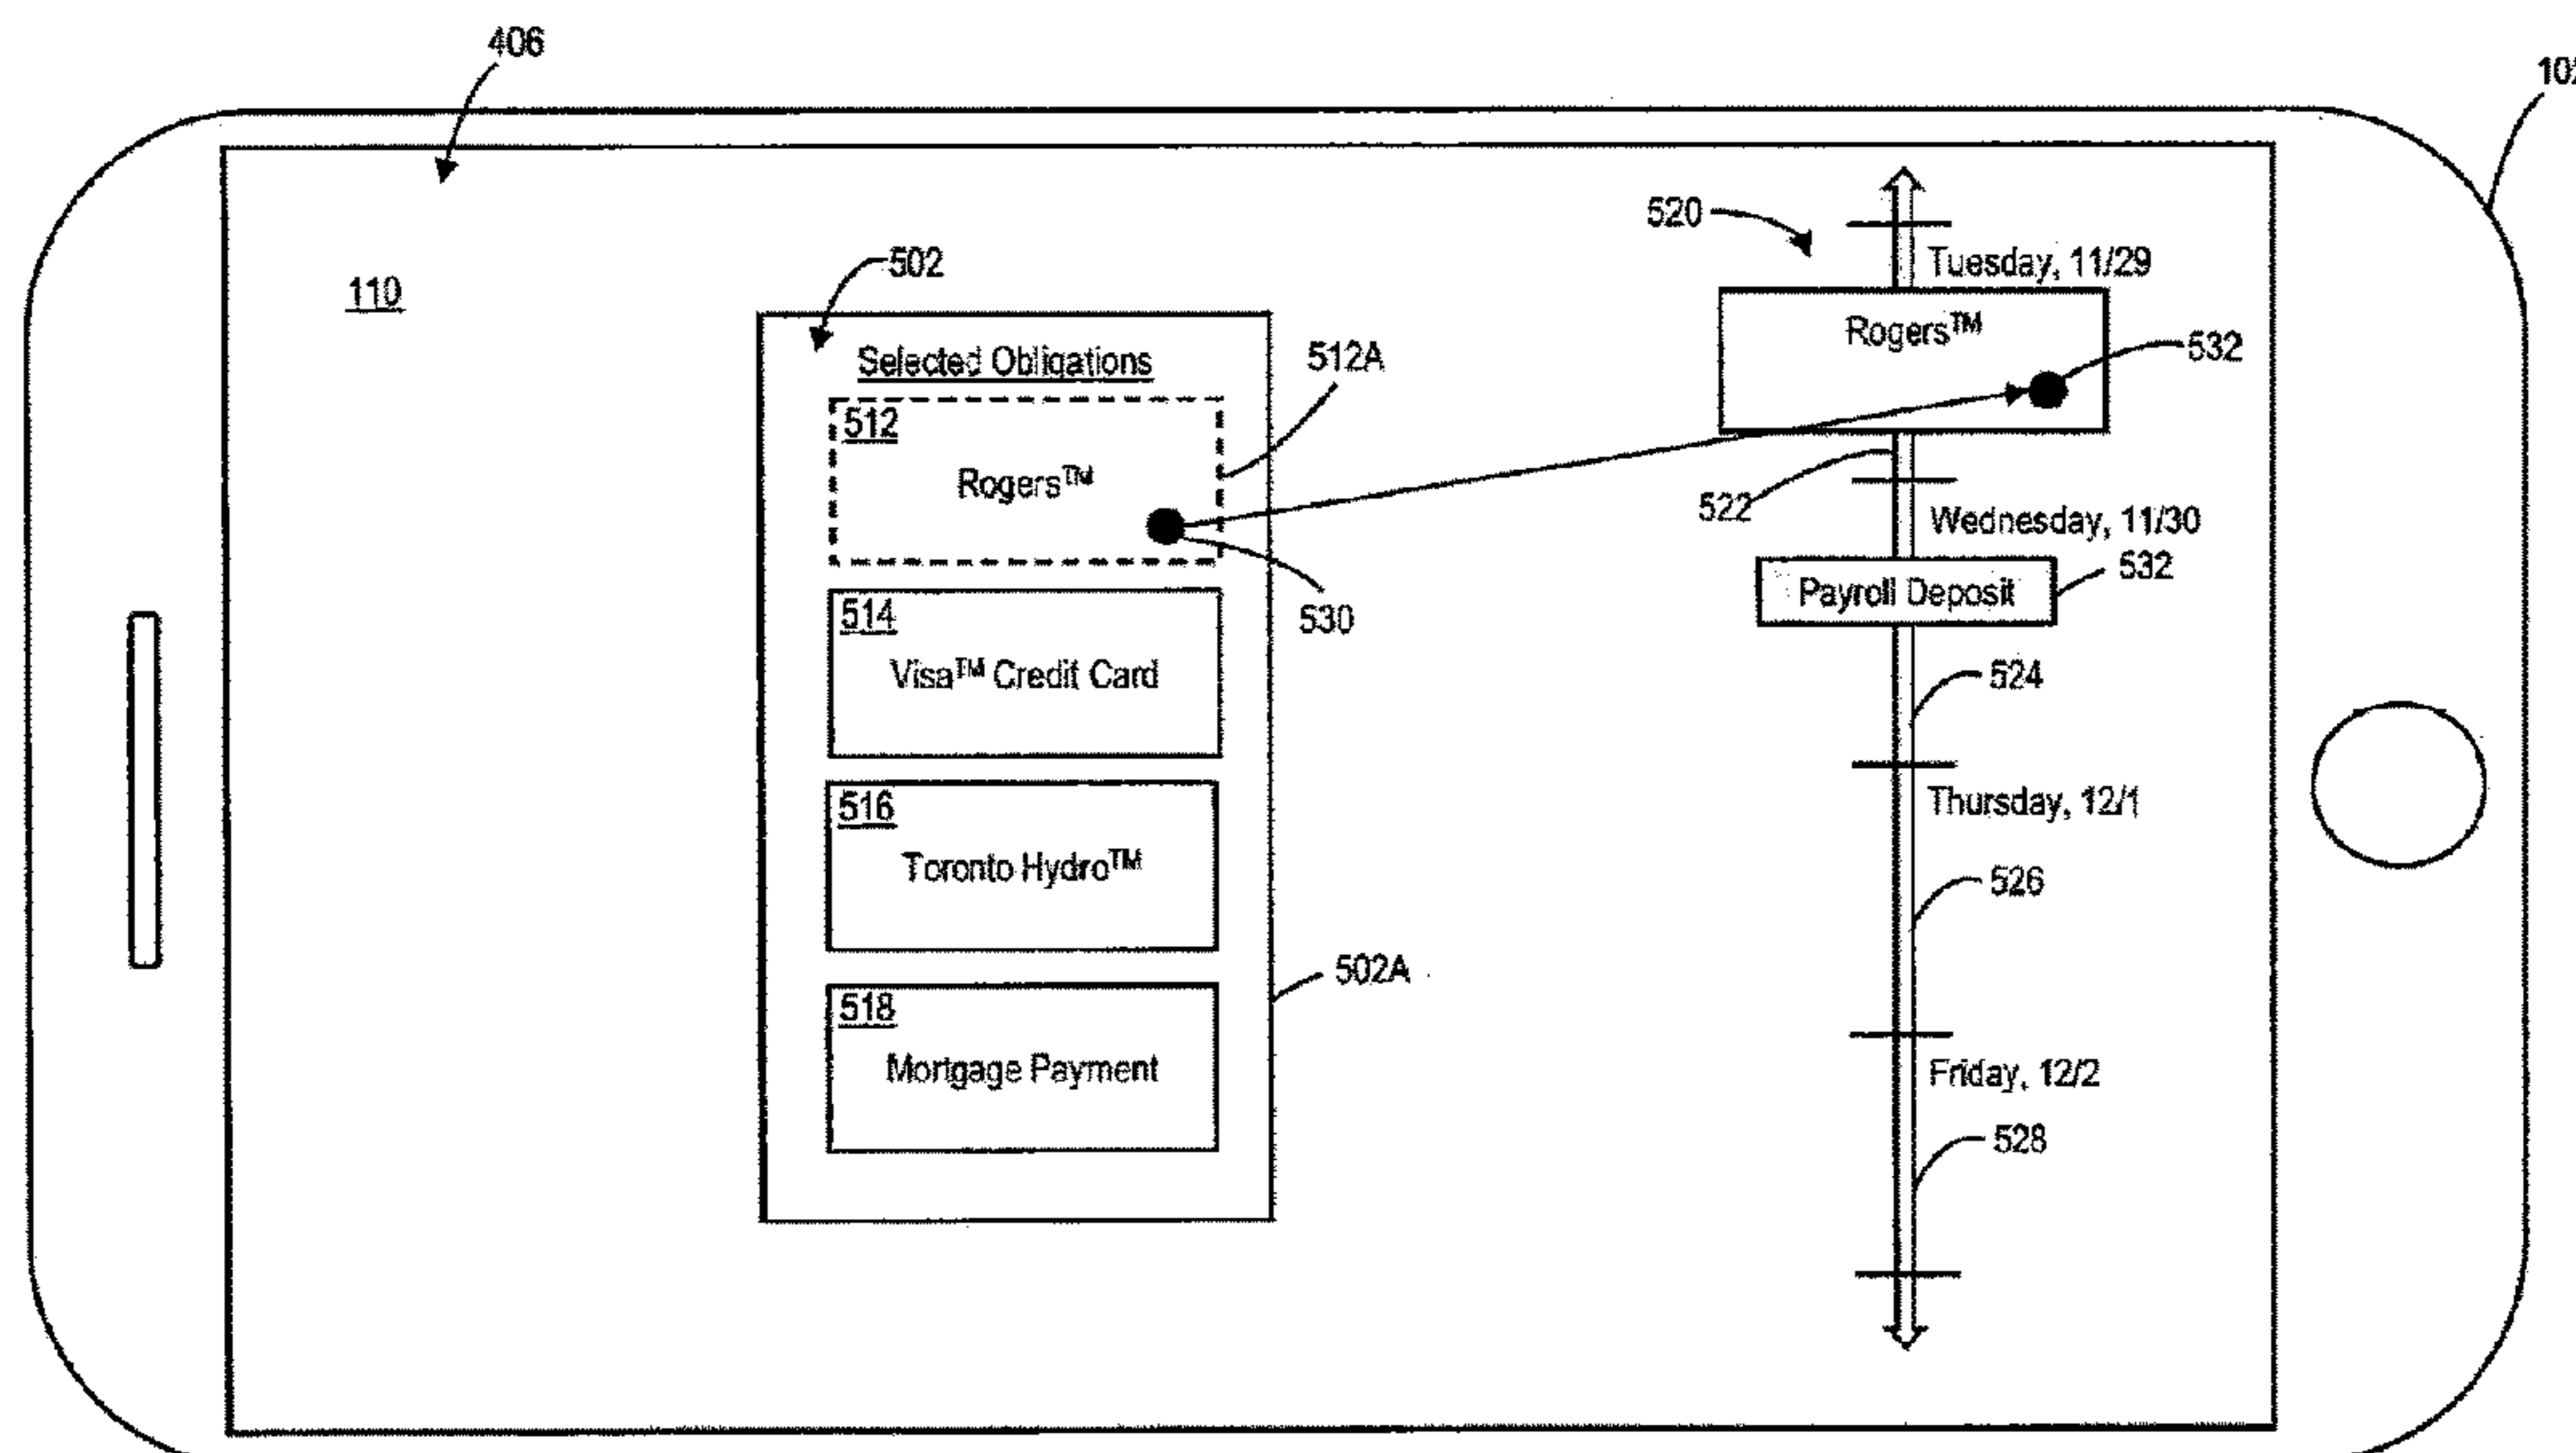 406
102
110
502
Selected Obligations
512
Rogers™
512A
530
514
Visa™ Credit Card
516
Toronto Hydro™
518
Mortgage Payment
502A
520
Tuesday, 11/29
Rogers™
532
522
Wednesday, 11/30
Payroll Deposit
532
524
Thursday, 12/1
526
Friday, 12/2
528